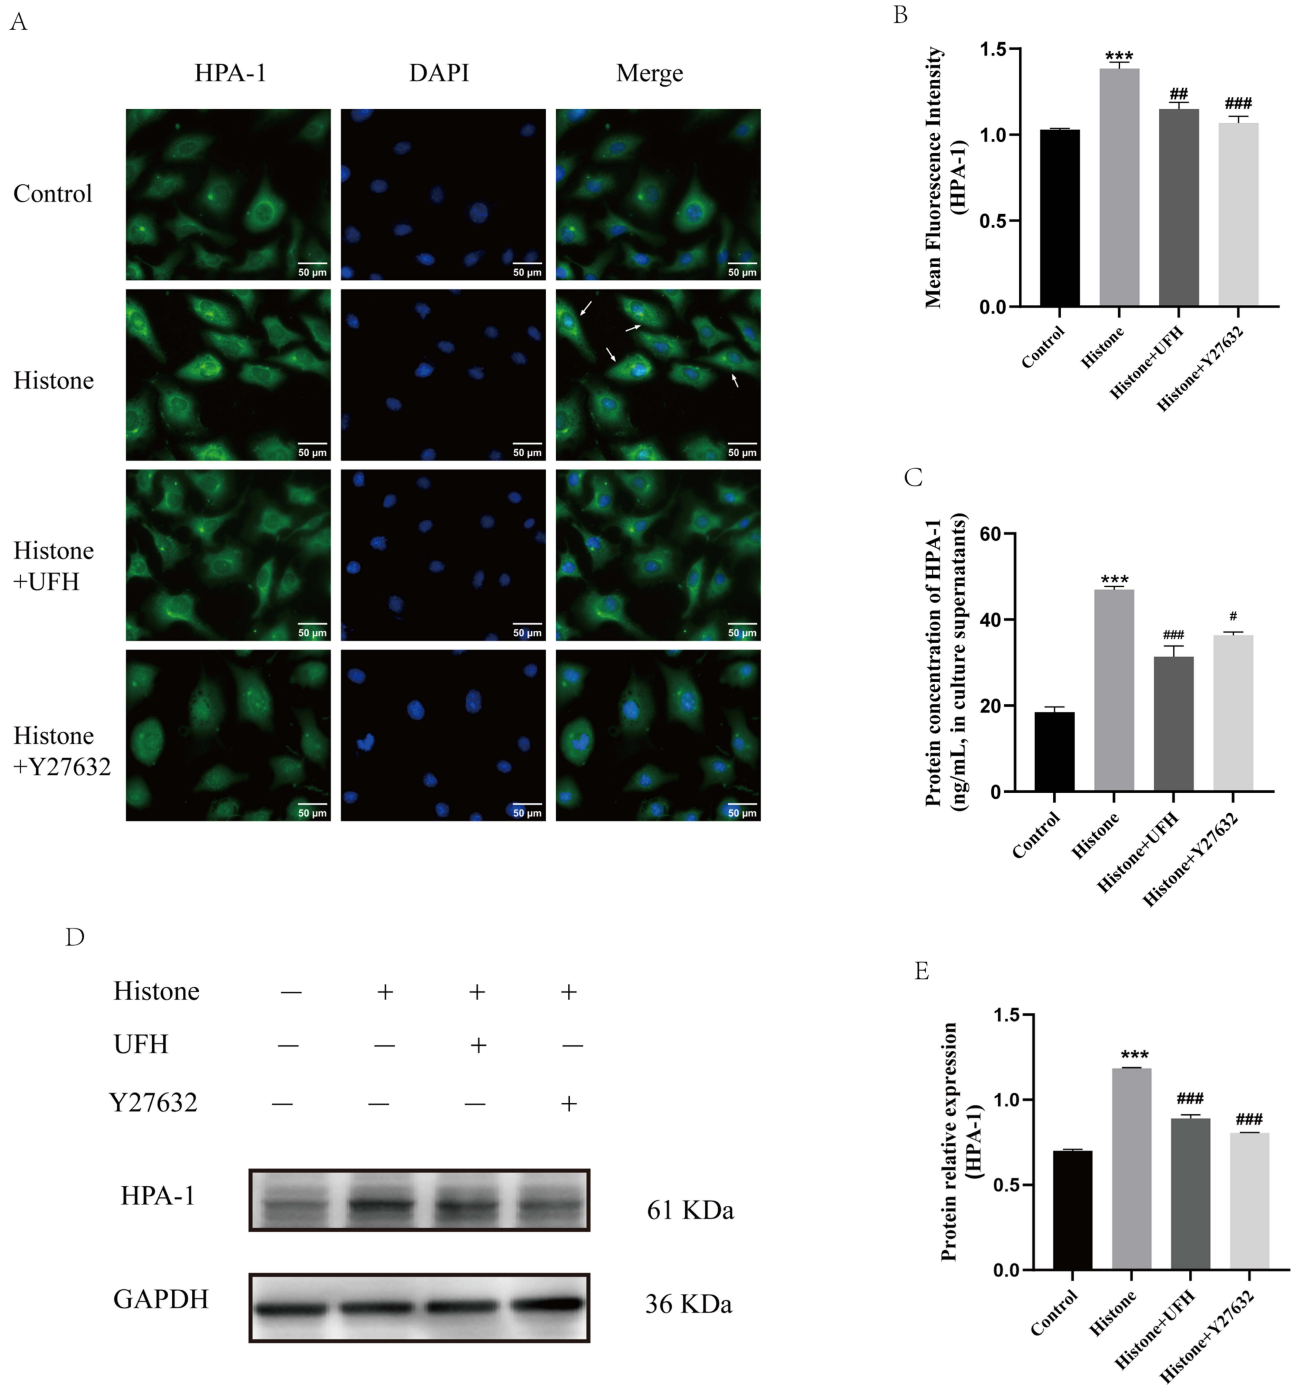 A
HPA-1 DAPI Merge
Control
50 μm 50 μm 50 μm
Histone
50 μm 50 μm 50 μm
Histone
+UFH
50 μm 50 μm 50 μm
Histone
+Y27632
50 μm 50 μm 50 μm
B
Mean Fluorescence Intensity
(HPA-1)
1.5
1.0
0.5
0.0
***
##
###
Control
Histone
Histone+UFH
Histone+Y27632
C
Protein concentration of HPA-1
(ng/mL, in culture supernatants)
60
40
20
0
***
###
#
Control
Histone
Histone+UFH
Histone+Y27632
D
Histone — + + +
UFH — — + —
Y27632 — — — +
HPA-1 61 KDa
GAPDH 36 KDa
E
Protein relative expression
(HPA-1)
1.5
1.0
0.5
0.0
***
###
###
Control
Histone
Histone+UFH
Histone+Y27632